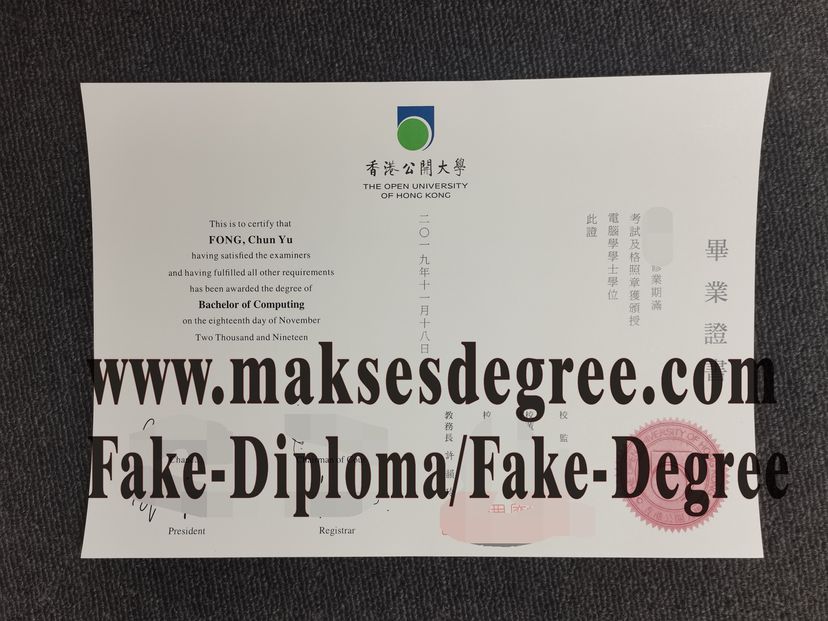 香港公開大學
THE OPEN UNIVERSITY
OF HONG KONG
This is to certify that
FONG, Chun Yu
having satisfied the examiners
and having fulfilled all other requirements
has been awarded the degree of
Bachelor of Computing
on the eighteenth day of November
Two Thousand and Nineteen
畢業證書
修業期滿
考試及格照章獲頒授
電腦學學士學位
此證
二〇一九年十一月十八日
www.maksesdegree.com
Fake-Diploma/Fake-Degree
校監
教務長
President
Registrar